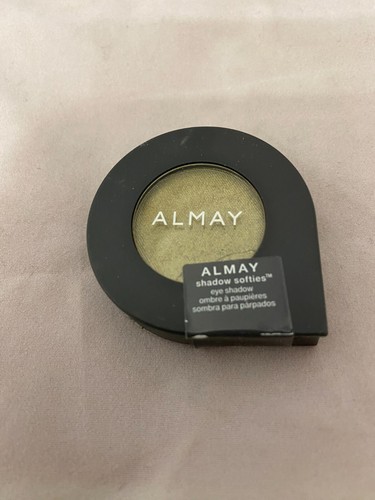 ALMAY
ALMAY
shadow softies™
eye shadow
ombre à paupières
sombra para párpados